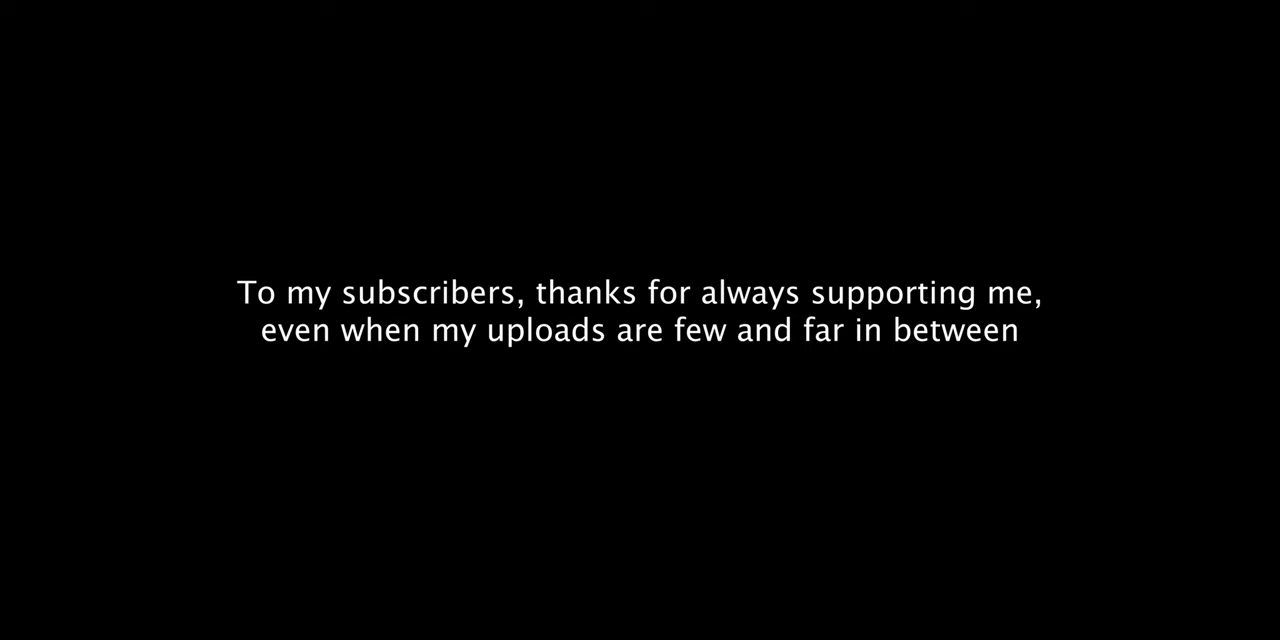 To my subscribers, thanks for always supporting me,
even when my uploads are few and far in between